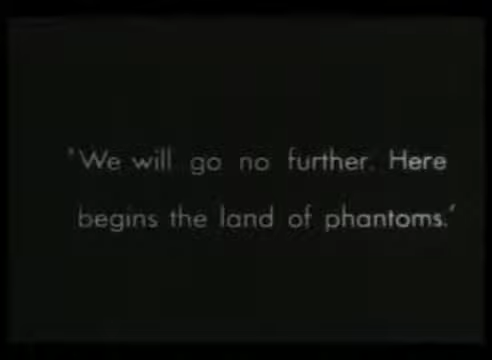 'We will go no further. Here
begins the land of phantoms.'